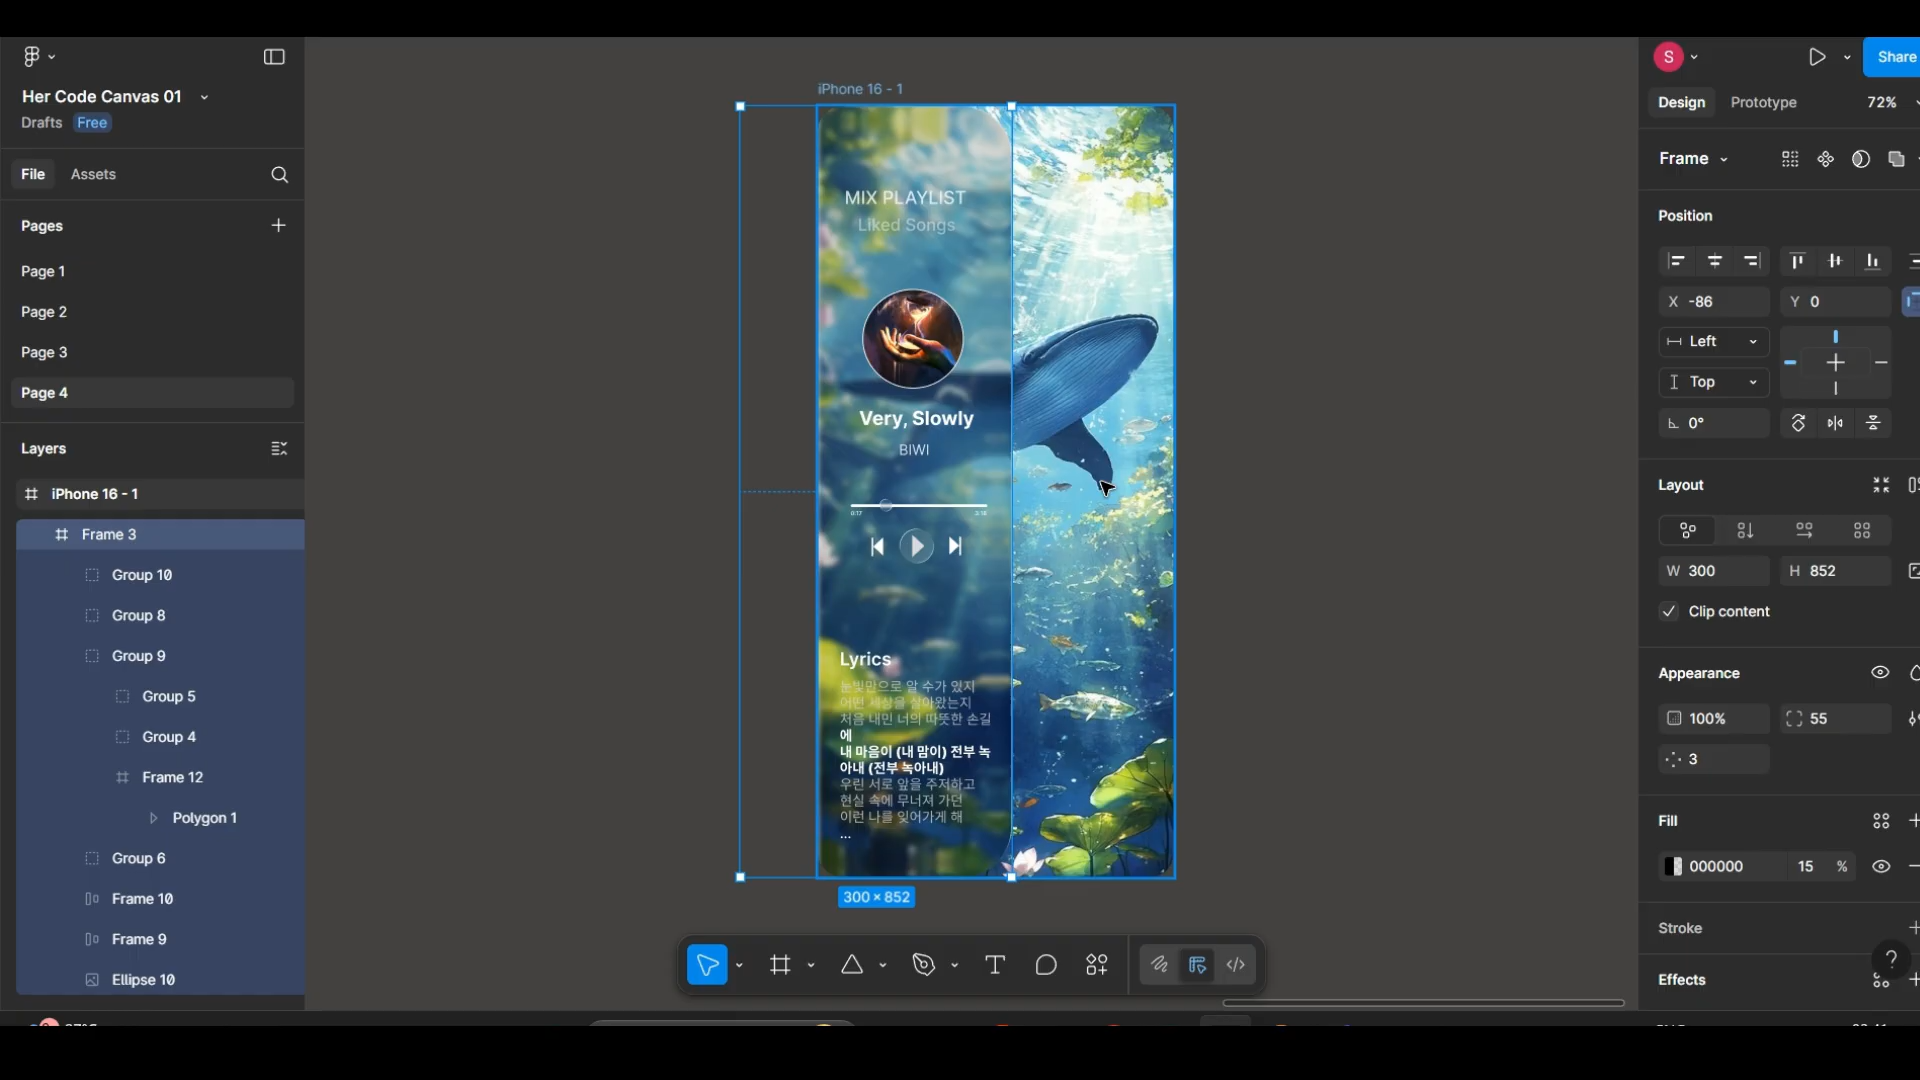 Her Code Canvas 01
Drafts Free
File Assets
Pages
Page 1
Page 2
Page 3
Page 4
Layers
iPhone 16 - 1
Frame 3
Group 10
Group 8
Group 9
Group 5
Group 4
Frame 12
Polygon 1
Group 6
Frame 10
Frame 9
Ellipse 10
iPhone 16 - 1
MIX PLAYLIST
Liked Songs
Very, Slowly
BIWI
0:17 3:18
Lyrics
눈빛만으로 알 수가 있지
어떤 세상을 살아왔는지
처음 내민 너의 따뜻한 손길
에
내 마음이 (내 맘이) 전부 녹
아내 (전부 녹아내)
우린 서로 앞을 주저하고
현실 속에 무너져 가던
이런 나를 잊어가게 해
...
300 × 852
S
Share
Design Prototype 72%
Frame
Position
X -86 Y 0
Left
Top
0°
Layout
W 300 H 852
Clip content
Appearance
100% 55
3
Fill
000000 15 %
Stroke
?
Effects